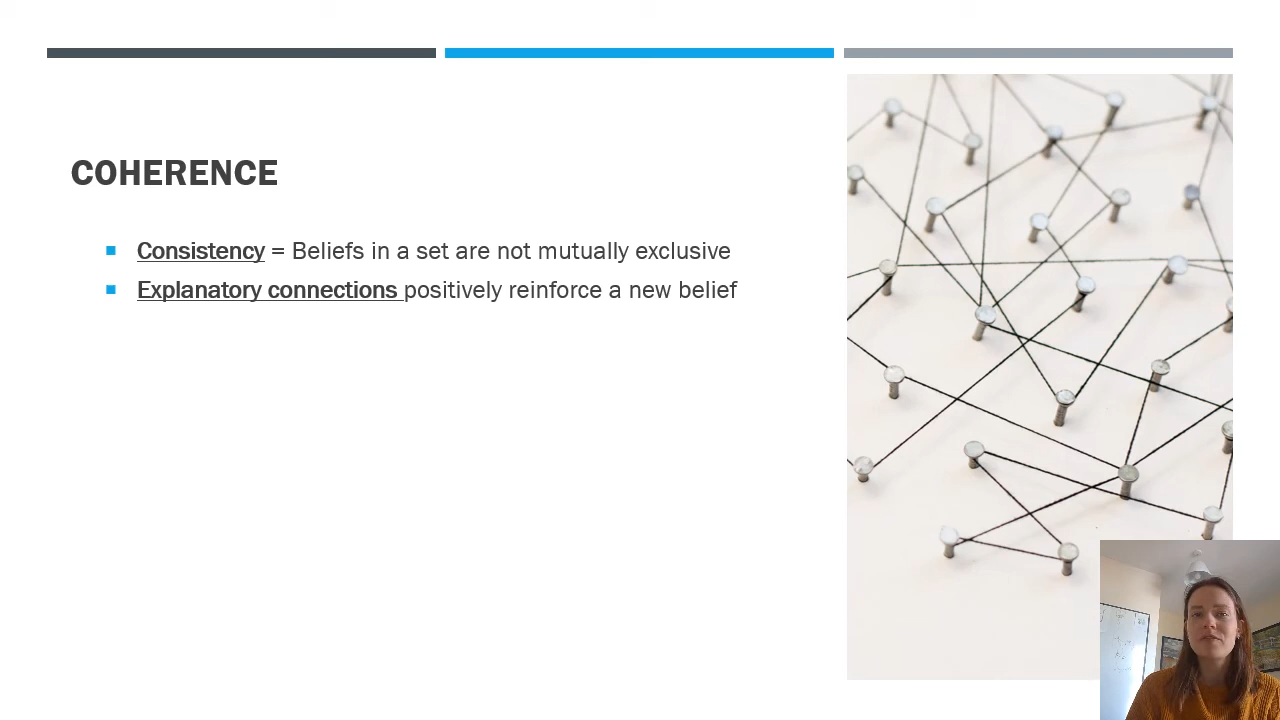 COHERENCE
Consistency = Beliefs in a set are not mutually exclusive
Explanatory connections positively reinforce a new belief